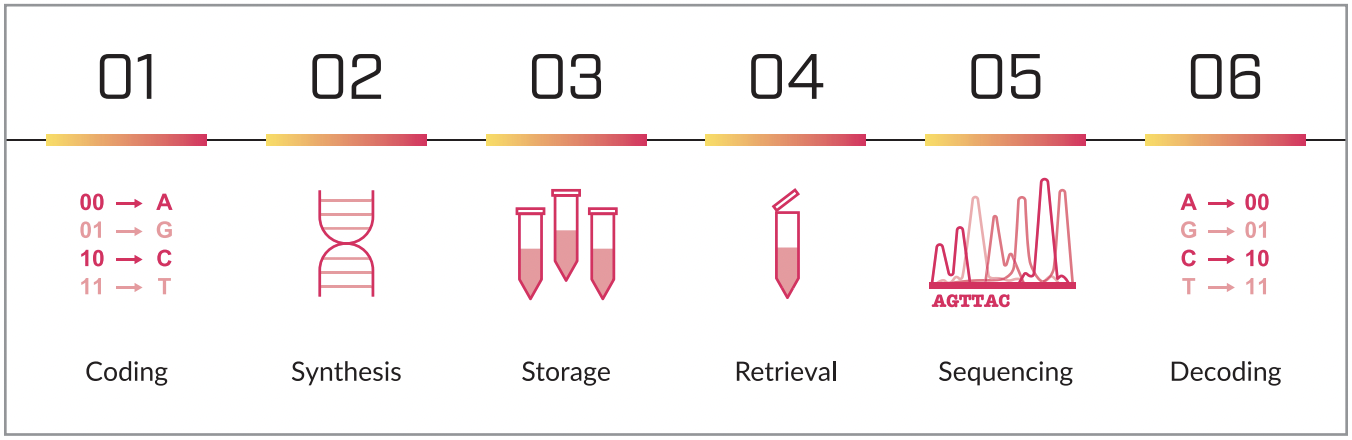 01 02 03 04 05 06
00 → A
01 → G
10 → C
11 → T
AGTTAC
A → 00
G → 01
C → 10
T → 11
Coding Synthesis Storage Retrieval Sequencing Decoding